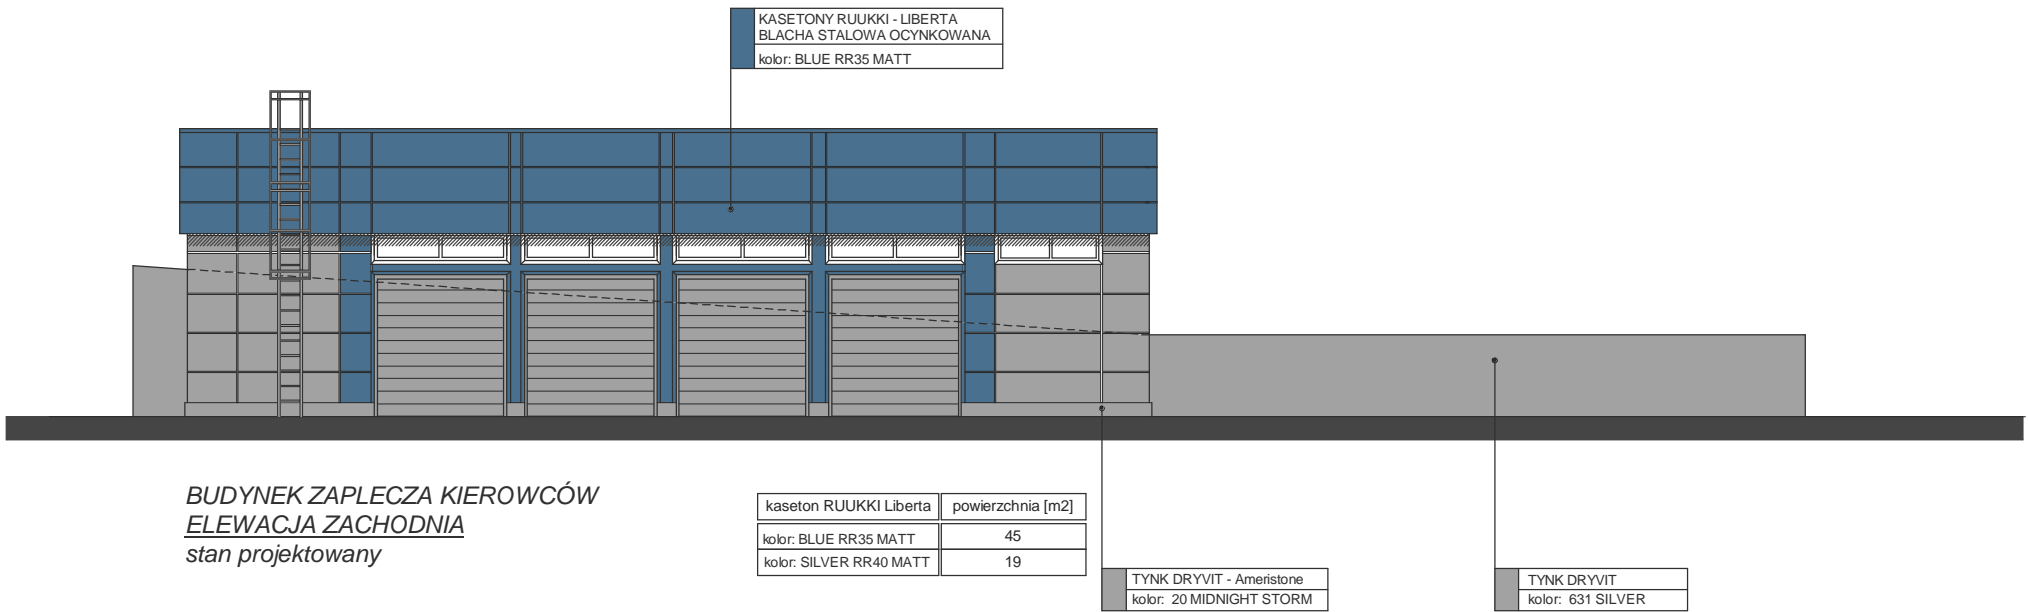 KASETONY RUUKKI - LIBERTA
BLACHA STALOWA OCYNKOWANA
kolor: BLUE RR35 MATT
BUDYNEK ZAPLECZA KIEROWCÓW
ELEWACJA ZACHODNIA
stan projektowany
kaseton RUUKKI Liberta powierzchnia [m2]
kolor: BLUE RR35 MATT 45
kolor: SILVER RR40 MATT 19
TYNK DRYVIT - Ameristone
kolor: 20 MIDNIGHT STORM
TYNK DRYVIT
kolor: 631 SILVER